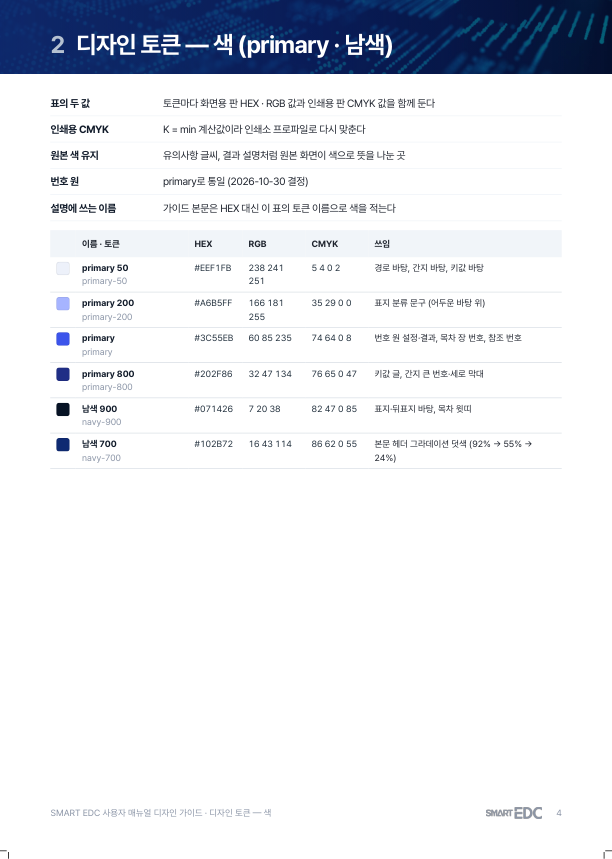 2 디자인 토큰 — 색 (primary · 남색)
표의 두 값 토큰마다 화면용 판 HEX · RGB 값과 인쇄용 판 CMYK 값을 함께 둔다
인쇄용 CMYK K = min 계산값이라 인쇄소 프로파일로 다시 맞춘다
원본 색 유지 유의사항 글씨, 결과 설명처럼 원본 화면이 색으로 뜻을 나눈 곳
번호 원 primary로 통일 (2026-10-30 결정)
설명에 쓰는 이름 가이드 본문은 HEX 대신 이 표의 토큰 이름으로 색을 적는다
이름 · 토큰 HEX RGB CMYK 쓰임
primary 50 #EEF1FB 238 241 5 4 0 2 경로 바탕, 간지 바탕, 키값 바탕
primary-50 251
primary 200 #A6B5FF 166 181 35 29 0 0 표지 분류 문구 (어두운 바탕 위)
primary-200 255
primary #3C55EB 60 85 235 74 64 0 8 번호 원 설정·결과, 목차 장 번호, 참조 번호
primary
primary 800 #202F86 32 47 134 76 65 0 47 키값 글, 간지 큰 번호·세로 막대
primary-800
남색 900 #071426 7 20 38 82 47 0 85 표지·뒤표지 바탕, 목차 윗띠
navy-900
남색 700 #102B72 16 43 114 86 62 0 55 본문 헤더 그라데이션 덧색 (92% → 55% →
navy-700 24%)
SMART EDC 사용자 매뉴얼 디자인 가이드 · 디자인 토큰 — 색 SMART EDC 4